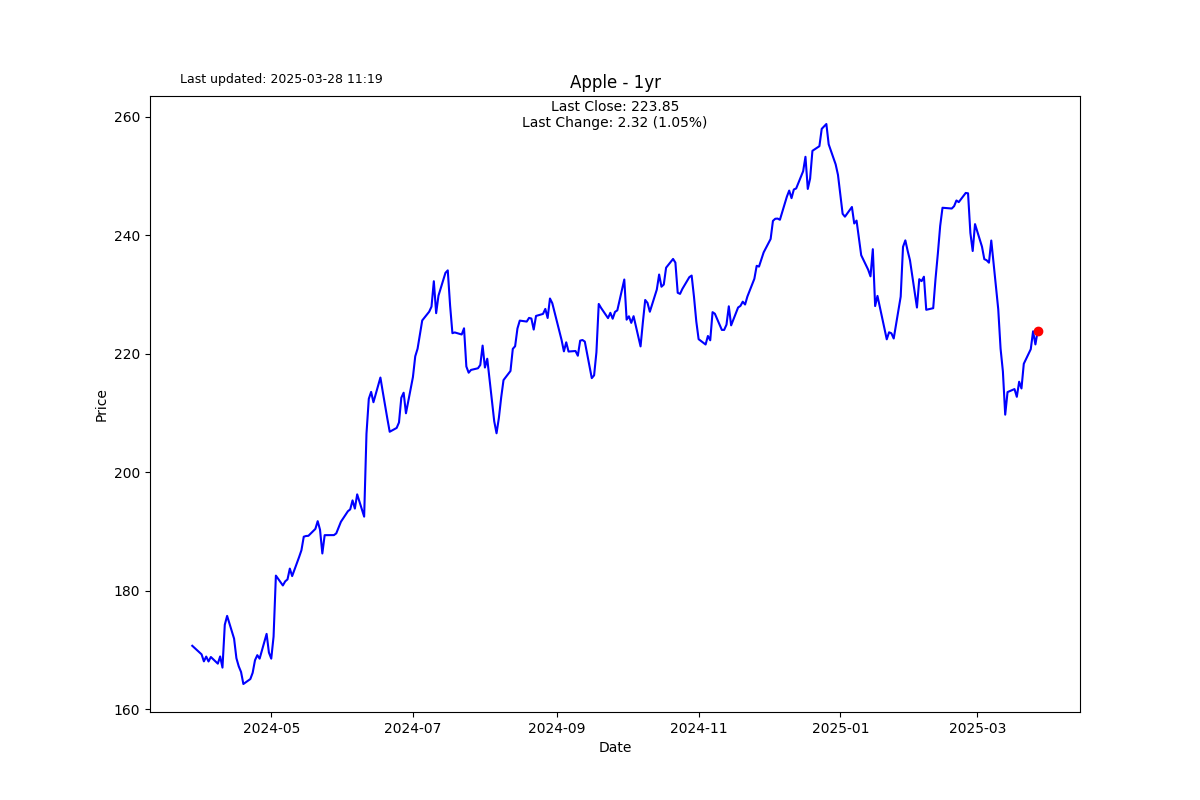 Last updated: 2025-03-28 11:19
Apple - 1yr
Last Close: 223.85
Last Change: 2.32 (1.05%)
260
240
220
200
180
160
Price
2024-05
2024-07
2024-09
2024-11
2025-01
2025-03
Date